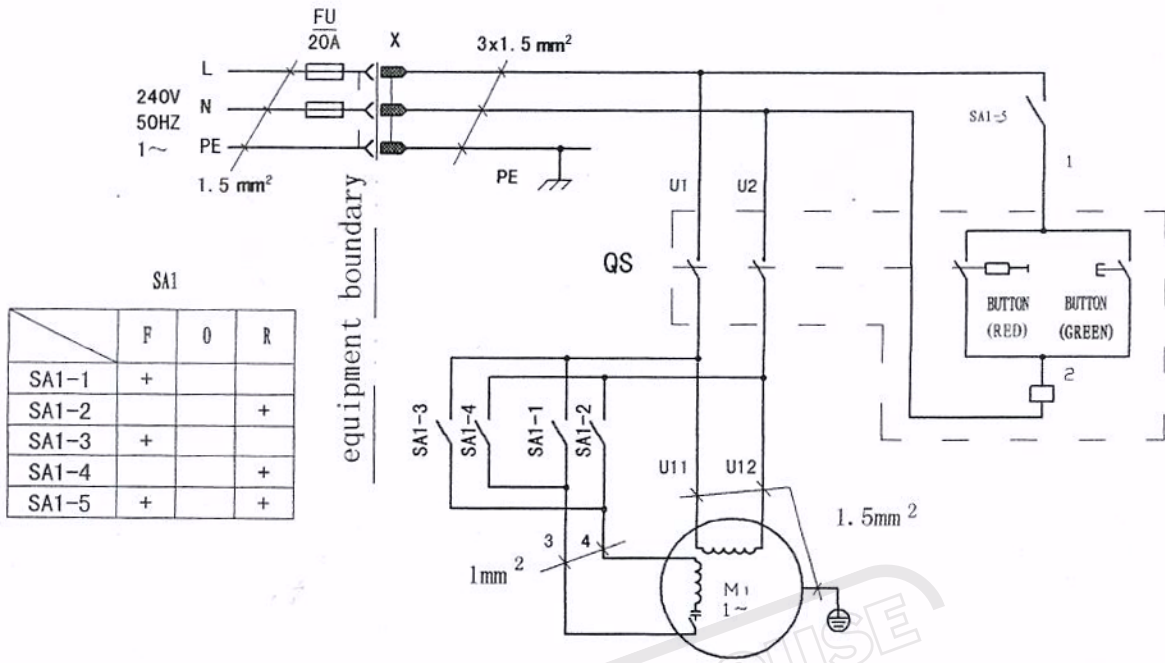 FU
20A
X
3x1.5 mm²
L
240V
50HZ
1~
N
PE
1.5 mm²
PE
equipment boundary
SA1-5
1
U1
U2
QS
BUTTON
(RED)
BUTTON
(GREEN)
2
SA1
F 0 R
SA1-1 +
SA1-2 +
SA1-3 +
SA1-4 +
SA1-5 + +
SA1-3
SA1-4
SA1-1
SA1-2
U11
U12
1.5mm²
3
4
1mm²
M1
1~